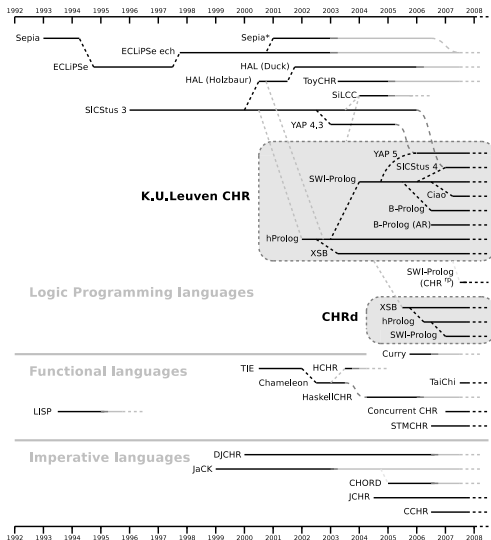 1992 1993 1994 1995 1996 1997 1998 1999 2000 2001 2002 2003 2004 2005 2006 2007 2008
Sepia
Sepia*
ECLiPSe ech
ECLiPSe
HAL (Duck)
HAL (Holzbaur)
ToyCHR
SiLCC
SICStus 3
YAP 4,3
YAP 5
SICStus 4
K.U.Leuven CHR
SWI-Prolog
Ciao
B-Prolog
B-Prolog (AR)
hProlog
XSB
SWI-Prolog
(CHR rp)
Logic Programming languages
XSB
CHRd
hProlog
SWI-Prolog
Curry
Functional languages
TIE
HCHR
Chameleon
TaiChi
HaskellCHR
LISP
Concurrent CHR
STMCHR
Imperative languages
DJCHR
JaCK
CHORD
JCHR
CCHR
1992 1993 1994 1995 1996 1997 1998 1999 2000 2001 2002 2003 2004 2005 2006 2007 2008